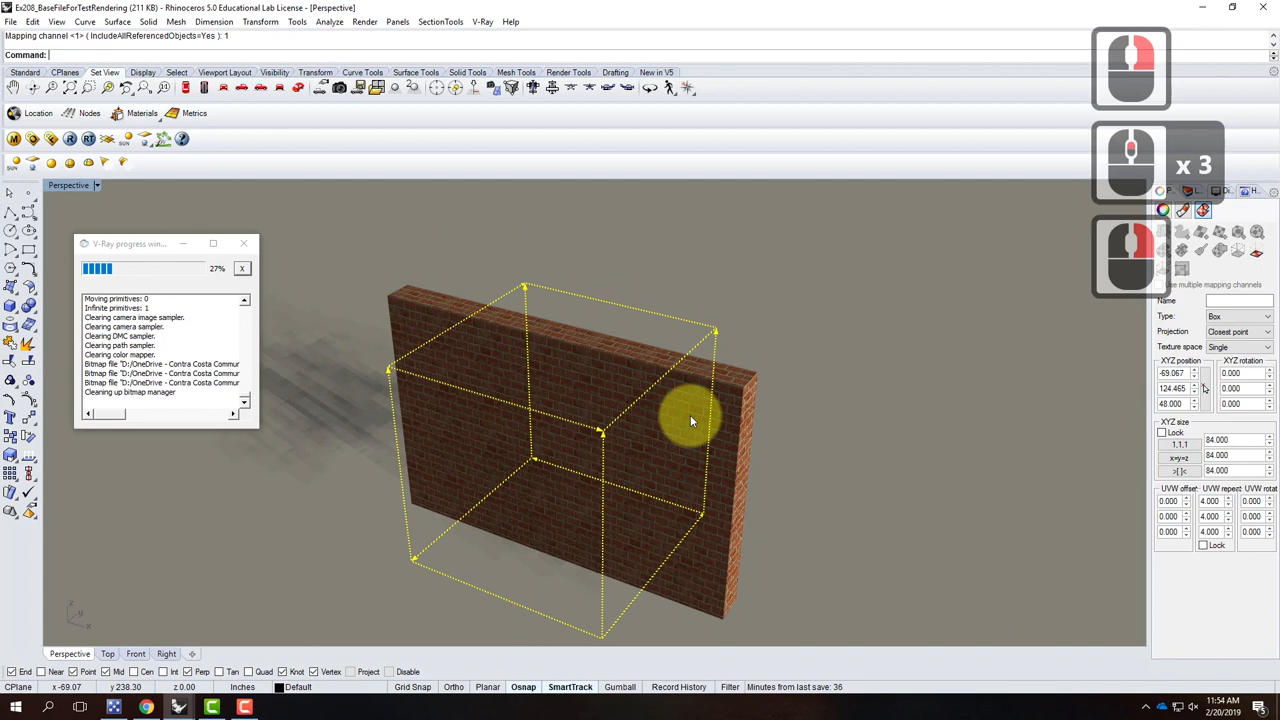 Ex208_BaseFileForTestRendering (211 KB) - Rhinoceros 5.0 Educational Lab License - [Perspective]
File Edit View Curve Surface Solid Mesh Dimension Transform Tools Analyze Render Panels SectionTools V-Ray Help
Mapping channel <1> ( IncludeAllReferencedObjects=Yes ): 1
Command:
Standard CPlanes Set View Display Select Viewport Layout Visibility Transform Curve Tools Surface Tools Solid Tools Mesh Tools Render Tools Drafting New in V5
Location Nodes Materials Metrics
SUN
SUN
Perspective
x 3
P.. L.. Di.. H..
V-Ray progress win...
27% X
Moving primitives: 0
Infinite primitives: 1
Clearing camera image sampler.
Clearing camera sampler.
Clearing DMC sampler.
Clearing path sampler.
Clearing color mapper.
Bitmap file "D:/OneDrive - Contra Costa Commur
Bitmap file "D:/OneDrive - Contra Costa Commur
Bitmap file "D:/OneDrive - Contra Costa Commur
Cleaning up bitmap manager
Use multiple mapping channels
Name
Type: Box
Projection Closest point
Texture space Single
XYZ position XYZ rotation
-69.067 0.000
124.465 0.000
48.000 0.000
XYZ size
Lock
1,1,1 84.000
x=y=z 84.000
>[ ]< 84.000
UVW offset UVW repeat UVW rotat
0.000 4.000 0.000
0.000 4.000 0.000
0.000 4.000 0.000
Lock
z
y
x
Perspective Top Front Right
End Near Point Mid Cen Int Perp Tan Quad Knot Vertex Project Disable
CPlane x -69.07 y 238.30 z 0.00 Inches Default Grid Snap Ortho Planar Osnap SmartTrack Gumball Record History Filter Minutes from last save: 36
11:54 AM
2/20/2019